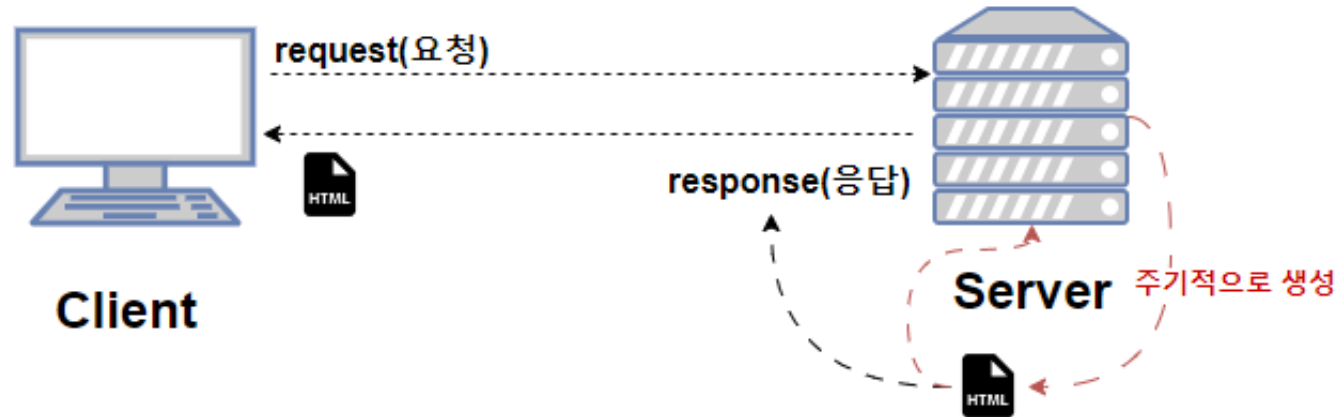 request(요청)
HTML
response(응답)
Client
Server
주기적으로 생성
HTML